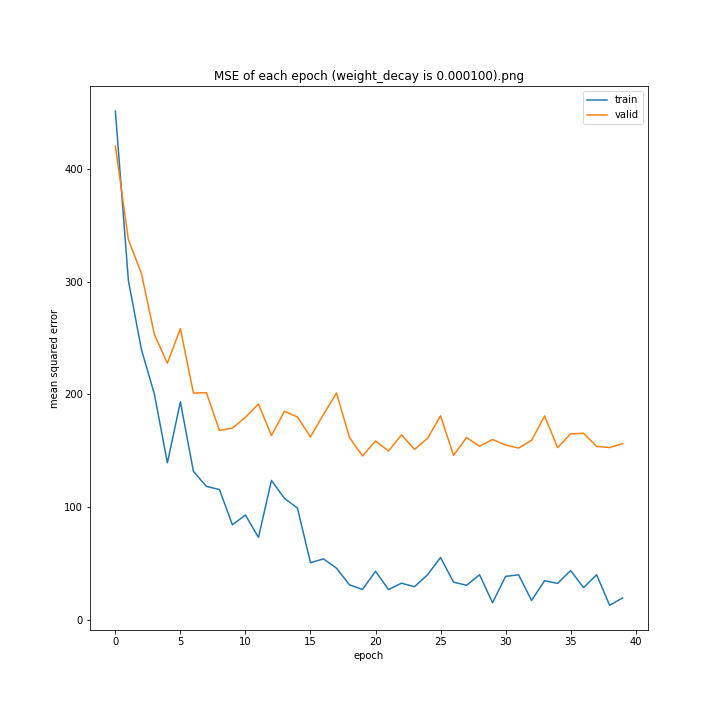 MSE of each epoch (weight_decay is 0.000100).png
train
valid
400
300
200
100
0
mean squared error
0 5 10 15 20 25 30 35 40
epoch